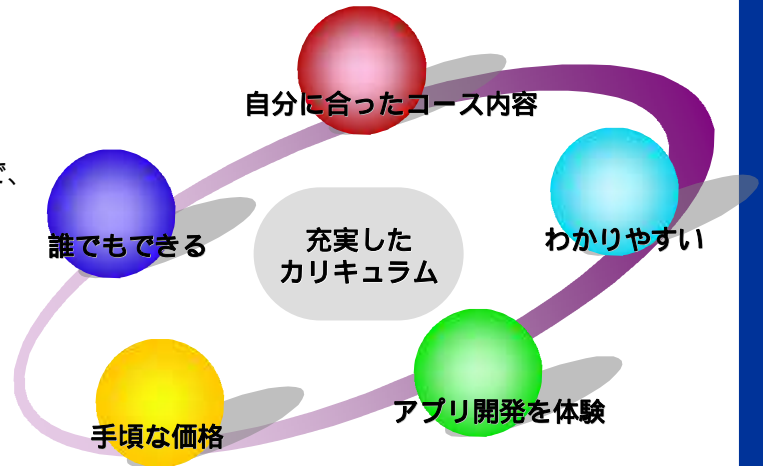 自分に合ったコース内容
で、
誰でもできる
充実した
カリキュラム
わかりやすい
アプリ開発を体験
手頃な価格